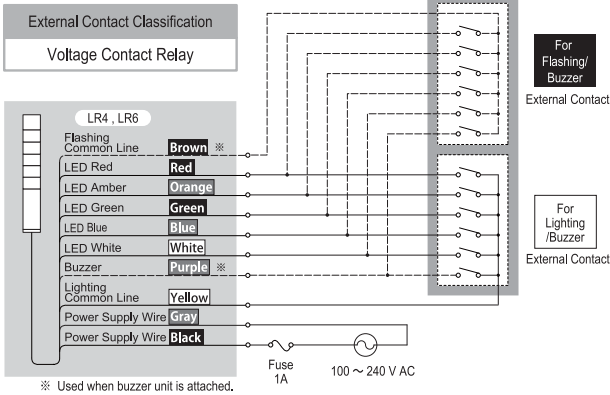 External Contact Classification
Voltage Contact Relay
For
Flashing/
Buzzer
External Contact
LR4 , LR6
Flashing
Common Line Brown ※
LED Red Red
LED Amber Orange
LED Green Green
LED Blue Blue
LED White White
Buzzer Purple ※
Lighting
Common Line Yellow
Power Supply Wire Gray
Power Supply Wire Black
For
Lighting
/Buzzer
External Contact
Fuse
1A
100 ~ 240 V AC
※ Used when buzzer unit is attached.